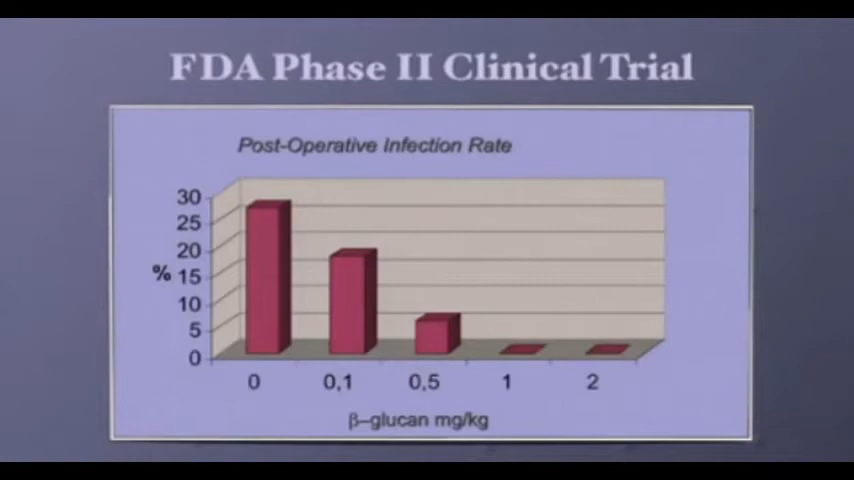 FDA Phase II Clinical Trial
Post-Operative Infection Rate
30
25
20
% 15
10
5
0
0 0,1 0,5 1 2
β–glucan mg/kg